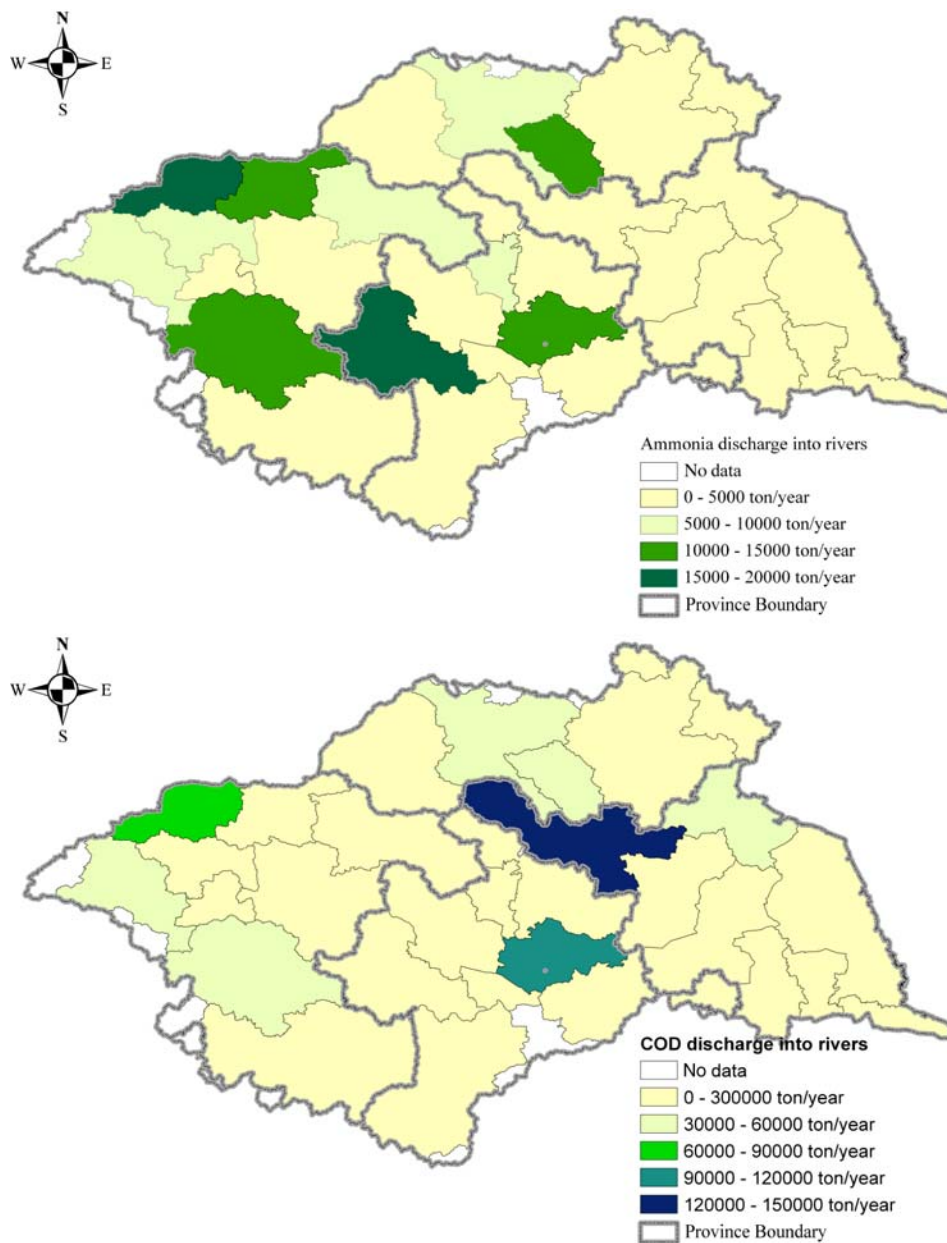 N
W E
S
Ammonia discharge into rivers
No data
0 - 5000 ton/year
5000 - 10000 ton/year
10000 - 15000 ton/year
15000 - 20000 ton/year
Province Boundary
N
W E
S
COD discharge into rivers
No data
0 - 300000 ton/year
30000 - 60000 ton/year
60000 - 90000 ton/year
90000 - 120000 ton/year
120000 - 150000 ton/year
Province Boundary